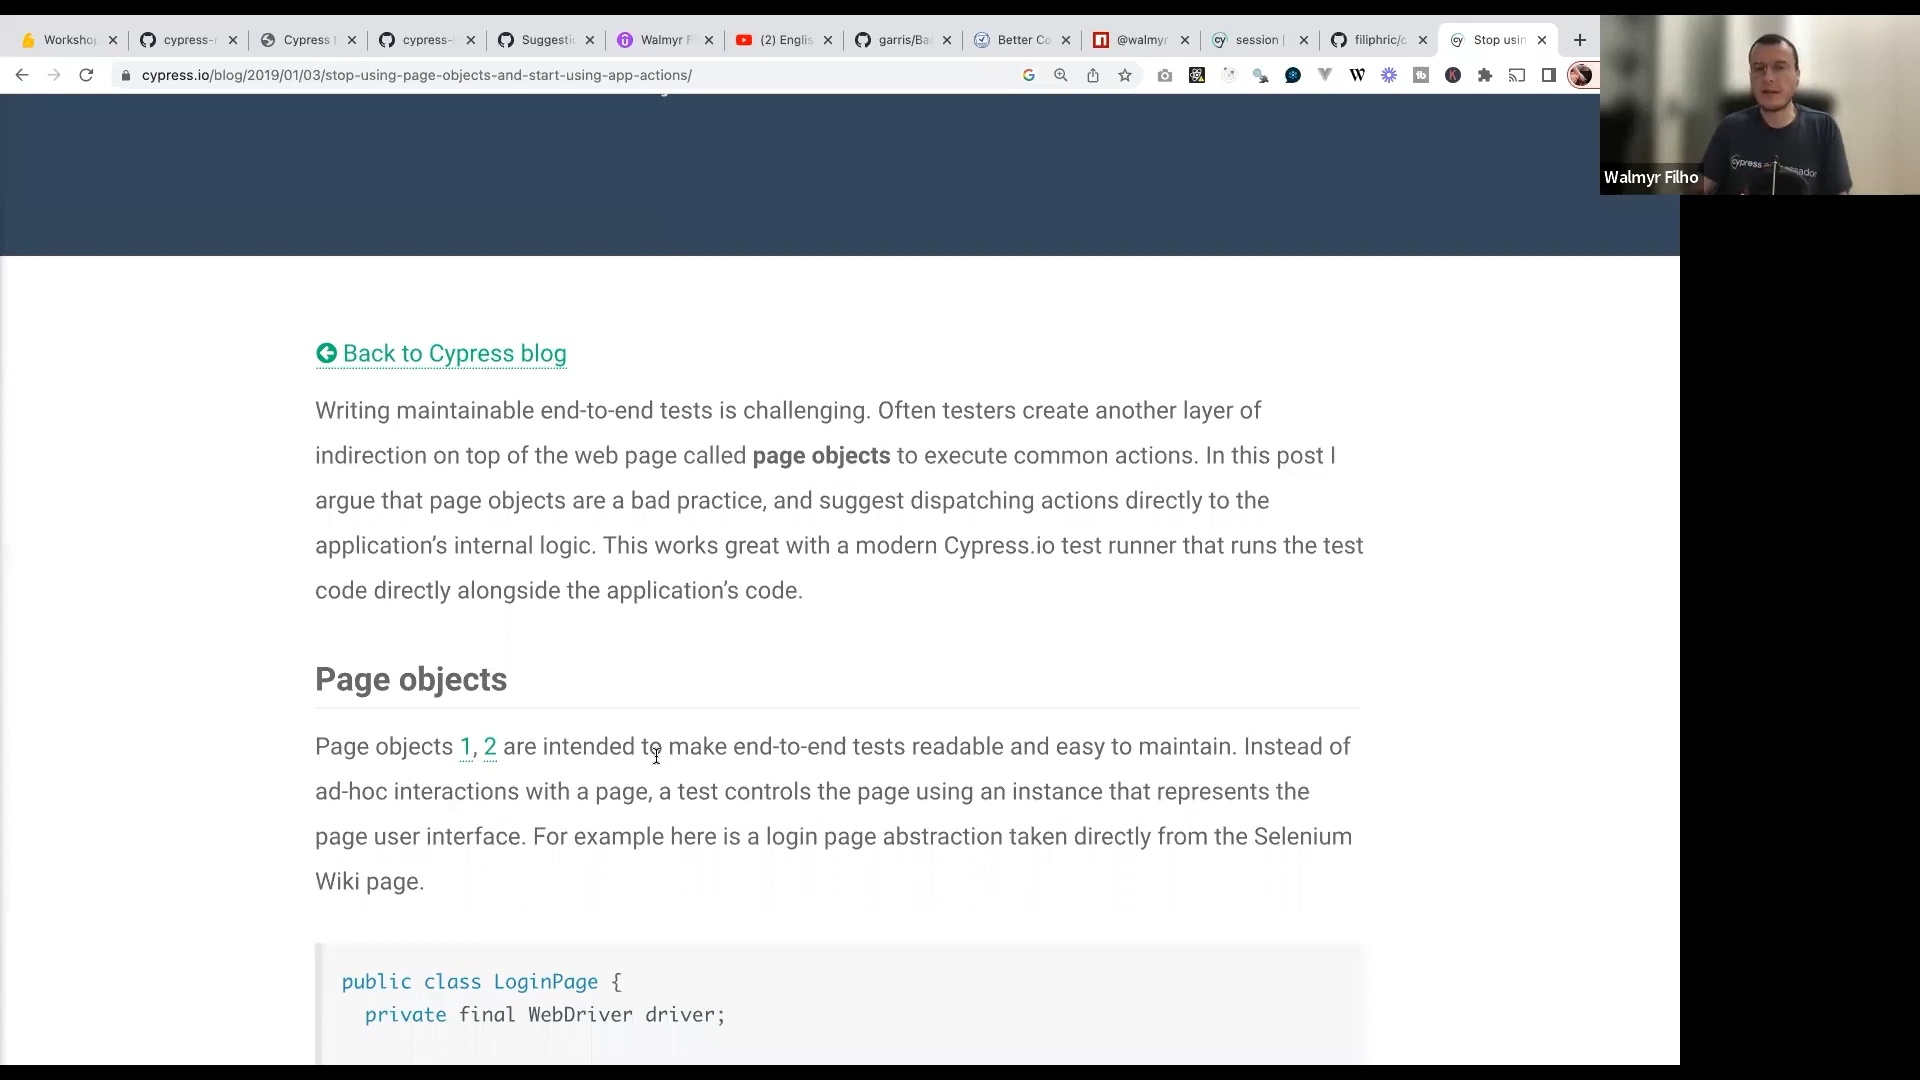 Worksho
cypress-r
Cypress
cypress-
Suggesti
Walmyr F
(2) Englis
garris/Ba
Better Co
@walmyr
session |
filiphric/c
Stop usin
cypress.io/blog/2019/01/03/stop-using-page-objects-and-start-using-app-actions/
Walmyr Filho
Back to Cypress blog
Writing maintainable end-to-end tests is challenging. Often testers create another layer of
indirection on top of the web page called page objects to execute common actions. In this post I
argue that page objects are a bad practice, and suggest dispatching actions directly to the
application’s internal logic. This works great with a modern Cypress.io test runner that runs the test
code directly alongside the application’s code.
Page objects
Page objects 1, 2 are intended to make end-to-end tests readable and easy to maintain. Instead of
ad-hoc interactions with a page, a test controls the page using an instance that represents the
page user interface. For example here is a login page abstraction taken directly from the Selenium
Wiki page.
public class LoginPage {
private final WebDriver driver;